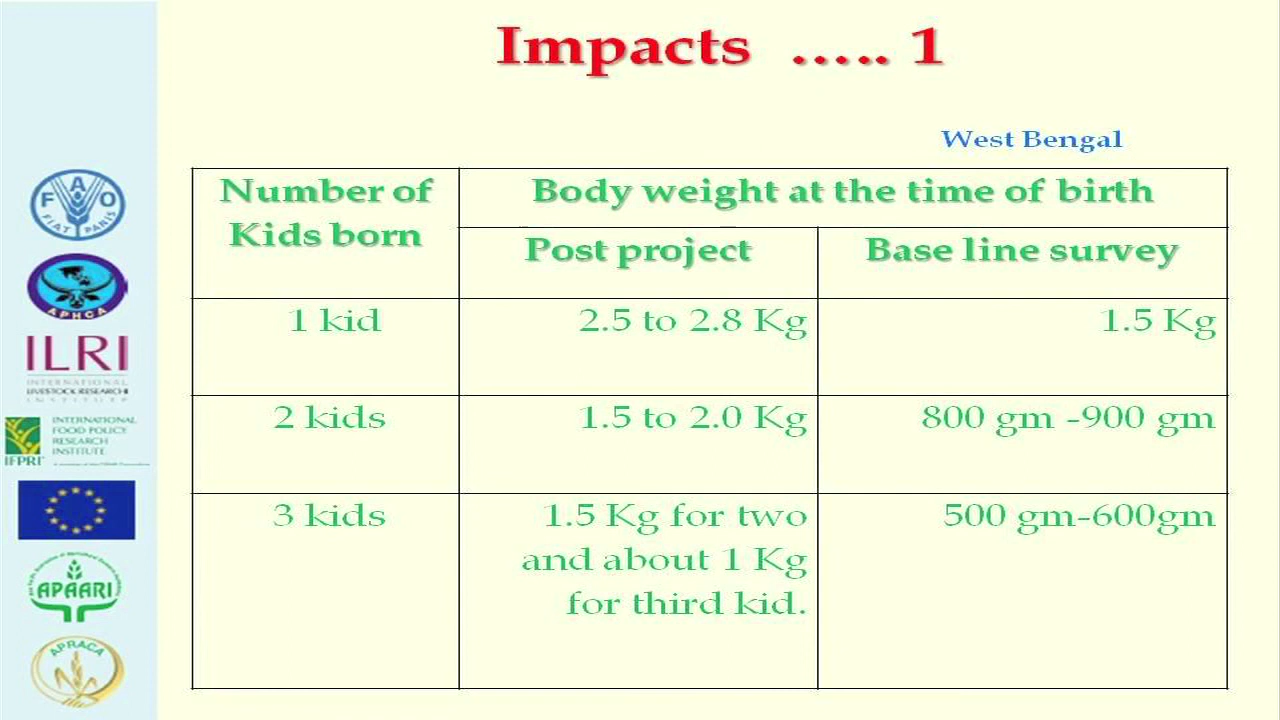 Impacts ..... 1
West Bengal
Number of
Kids born
Body weight at the time of birth
Post project
Base line survey
1 kid
2.5 to 2.8 Kg
1.5 Kg
2 kids
1.5 to 2.0 Kg
800 gm -900 gm
3 kids
1.5 Kg for two
and about 1 Kg
for third kid.
500 gm-600gm
F A O
FIAT PANIS
APHCA
ILRI
INTERNATIONAL
LIVESTOCK RESEARCH
INSTITUTE
INTERNATIONAL
FOOD POLICY
RESEARCH
INSTITUTE
IFPRI
APAARI
APRACA